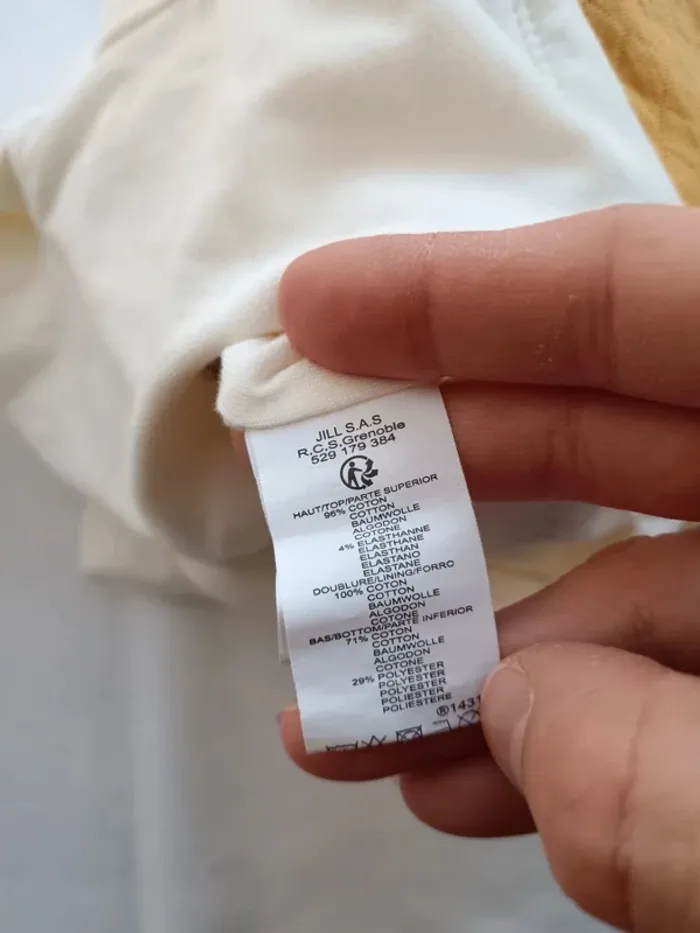 JILL S.A.S
R.C.S.Grenoble
529 179 384
HAUT/TOP/PARTE SUPERIOR
96% COTON
COTTON
BAUMWOLLE
ALGODON
COTONE
4% ELASTHANNE
ELASTHANE
ELASTHAN
ELASTANO
ELASTANE
DOUBLURE/LINING/FORRO
100% COTON
COTTON
BAUMWOLLE
ALGODON
COTONE
BAS/BOTTOM/PARTE INFERIOR
71% COTON
COTTON
BAUMWOLLE
ALGODON
COTONE
29% POLYESTER
POLYESTER
POLYESTER
POLIESTER
POLIESTERE